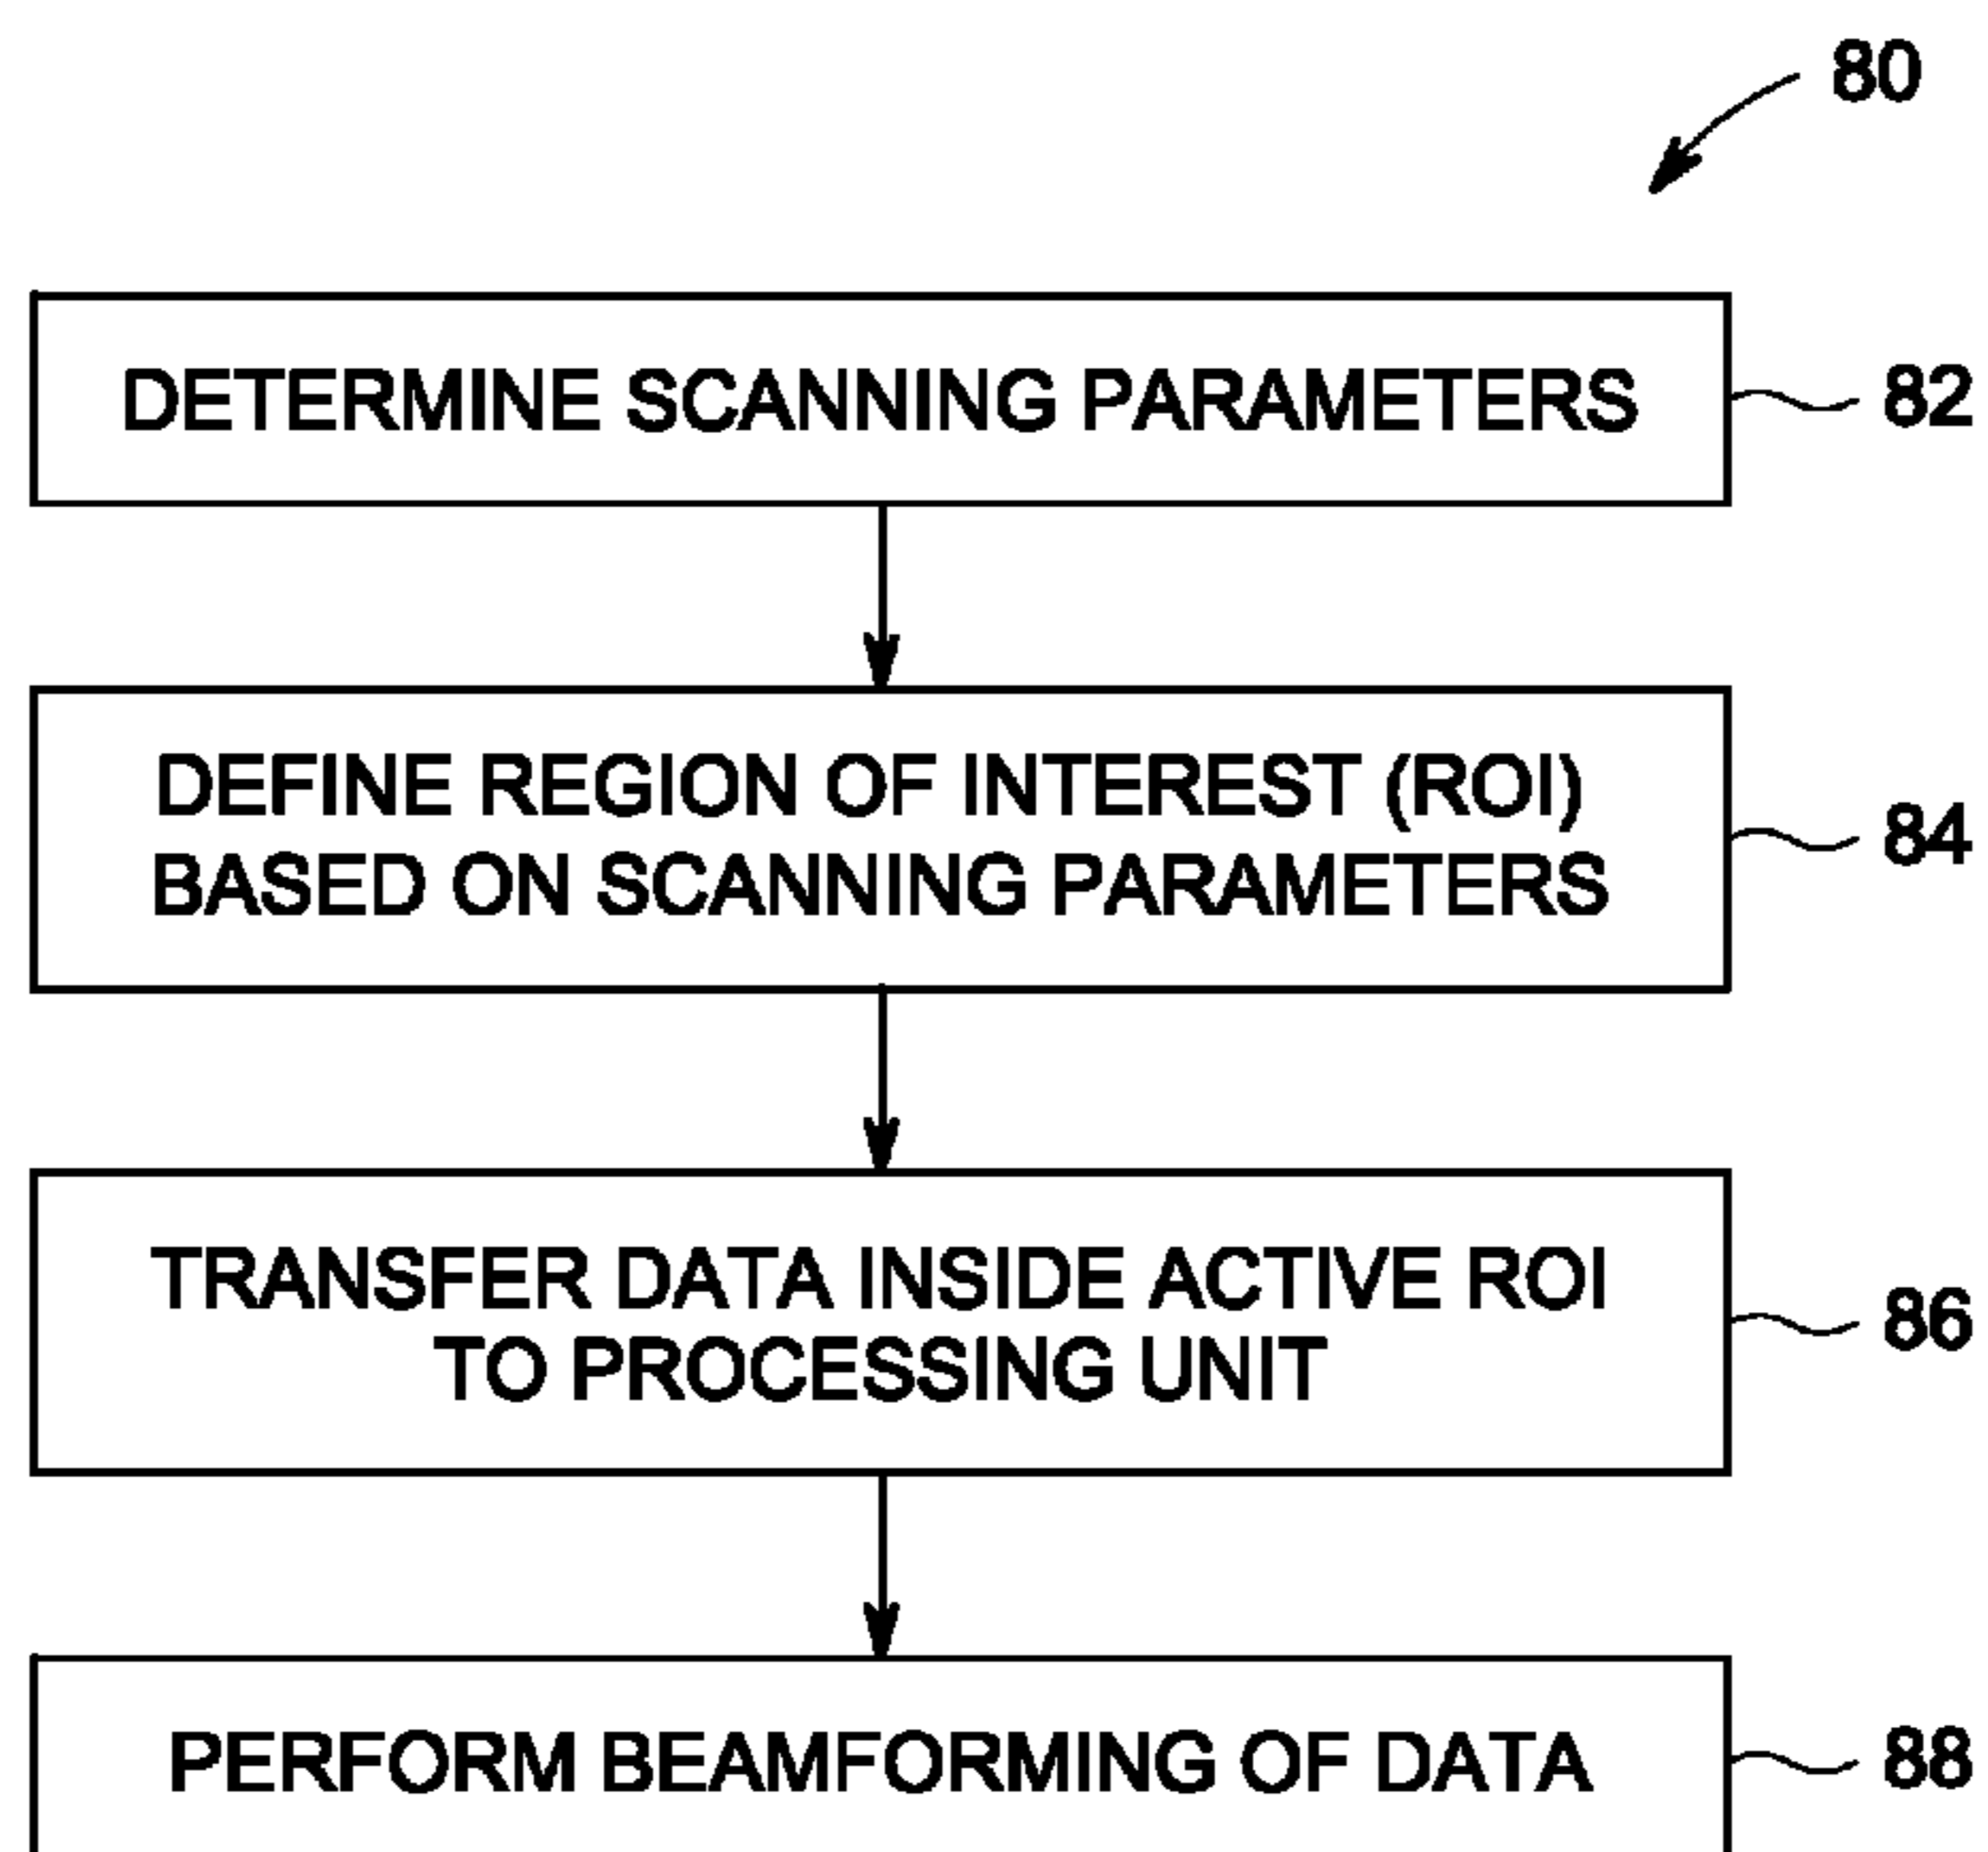 80
DETERMINE SCANNING PARAMETERS
82
DEFINE REGION OF INTEREST (ROI)
BASED ON SCANNING PARAMETERS
84
TRANSFER DATA INSIDE ACTIVE ROI
TO PROCESSING UNIT
86
PERFORM BEAMFORMING OF DATA
88